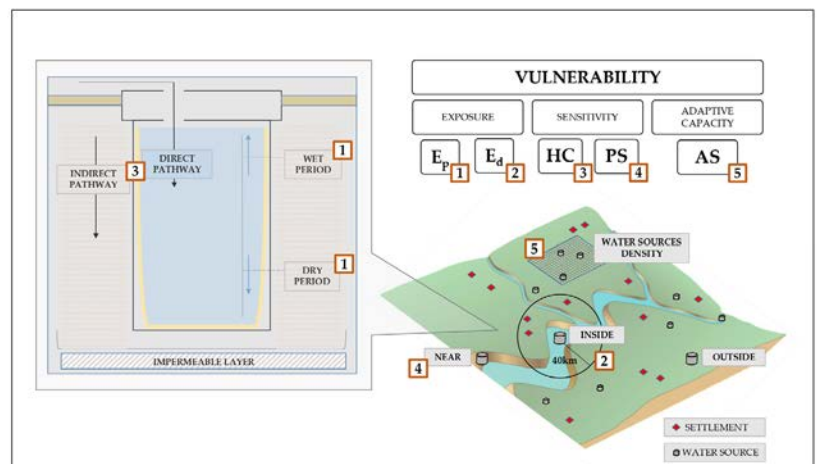 VULNERABILITY
EXPOSURE
SENSITIVITY
ADAPTIVE
CAPACITY
Ep
1
Ed
2
HC
3
PS
4
AS
5
INDIRECT
PATHWAY
3
DIRECT
PATHWAY
1
WET
PERIOD
1
DRY
PERIOD
IMPERMEABLE LAYER
5
WATER SOURCES
DENSITY
INSIDE
2
40km
4
NEAR
OUTSIDE
SETTLEMENT
WATER SOURCE